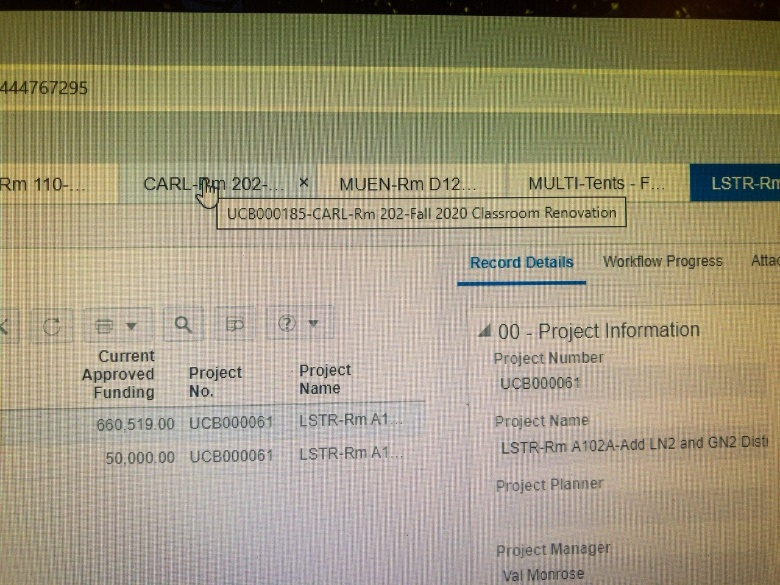 444767295
Rm 110-...
CARL-Rm 202-...
MUEN-Rm D12...
MULTI-Tents - F...
LSTR-Rm
UCB000185-CARL-Rm 202-Fall 2020 Classroom Renovation
Record Details
Workflow Progress
Attac
Current
Approved
Funding
Project
No.
Project
Name
660,519.00 UCB000061 LSTR-Rm A1...
50,000.00 UCB000061 LSTR-Rm A1...
00 - Project Information
Project Number
UCB000061
Project Name
LSTR-Rm A102A-Add LN2 and GN2 Distri
Project Planner
Project Manager
Val Monrose